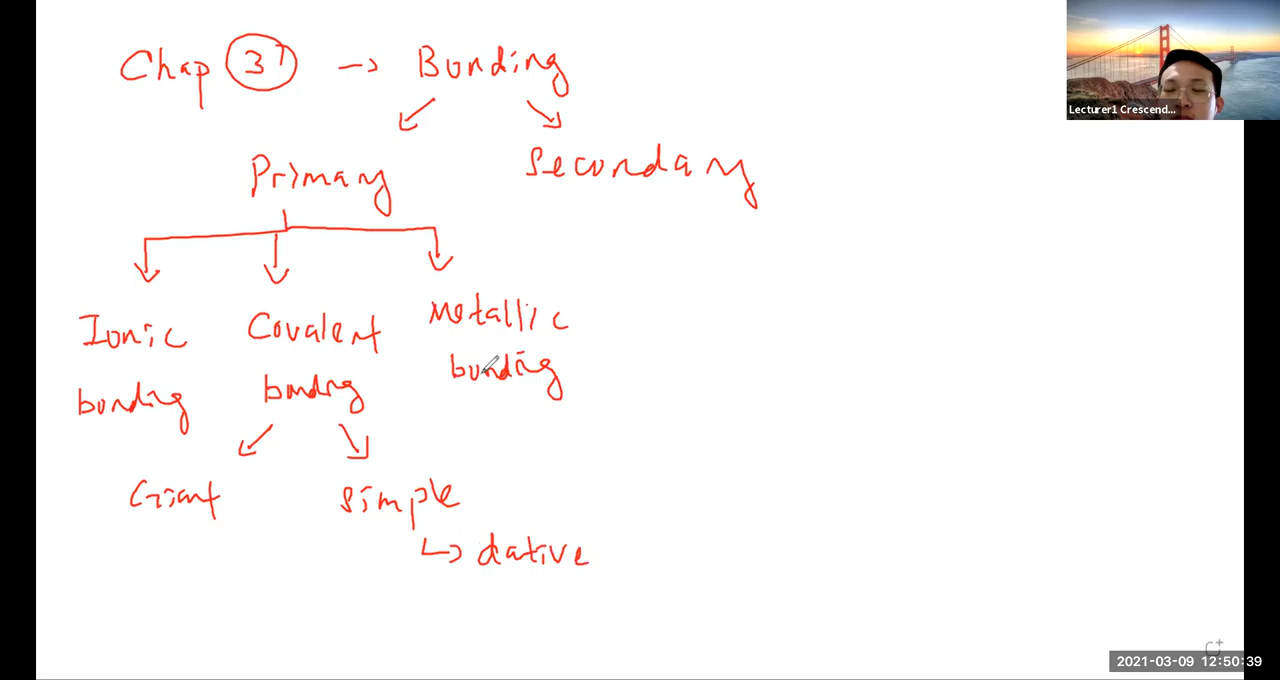 Chap 3 → Bonding
Primary
Secondary
Ionic bonding
Covalent bonding
Metallic bonding
Giant
Simple
↳ dative
Lecturer1 Crescend...
2021-03-09 12:50:39